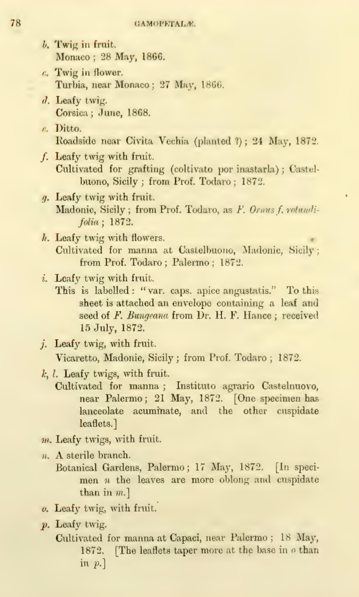 78 GAMOPETALÆ.
b. Twig in fruit.
Monaco ; 28 May, 1866.
c. Twig in flower.
Turbia, near Monaco ; 27 May, 1866.
d. Leafy twig.
Corsica ; June, 1868.
e. Ditto.
Roadside near Civita Vechia (planted ?) ; 24 May, 1872.
f. Leafy twig with fruit.
Cultivated for grafting (coltivato por inastarla) ; Castel-
buono, Sicily ; from Prof. Todaro ; 1872.
g. Leafy twig with fruit.
Madonie, Sicily ; from Prof. Todaro, as F. Ornus f. rotundi-
folia ; 1872.
h. Leafy twig with flowers.
Cultivated for manna at Castelbuono, Madonie, Sicily ;
from Prof. Todaro ; Palermo ; 1872.
i. Leafy twig with fruit.
This is labelled : “ var. caps. apice angustatis.” To this
sheet is attached an envelope containing a leaf and
seed of F. Bungeana from Dr. H. F. Hance ; received
15 July, 1872.
j. Leafy twig, with fruit.
Vicaretto, Madonie, Sicily ; from Prof. Todaro ; 1872.
k, l. Leafy twigs, with fruit.
Cultivated for manna ; Instituto agrario Castelnuovo,
near Palermo ; 21 May, 1872. [One specimen has
lanceolate acuminate, and the other cuspidate
leaflets.]
m. Leafy twigs, with fruit.
n. A sterile branch.
Botanical Gardens, Palermo ; 17 May, 1872. [In speci-
men n the leaves are more oblong and cuspidate
than in m.]
o. Leafy twig, with fruit.
p. Leafy twig.
Cultivated for manna at Capaci, near Palermo ; 18 May,
1872. [The leaflets taper more at the base in o than
in p.]